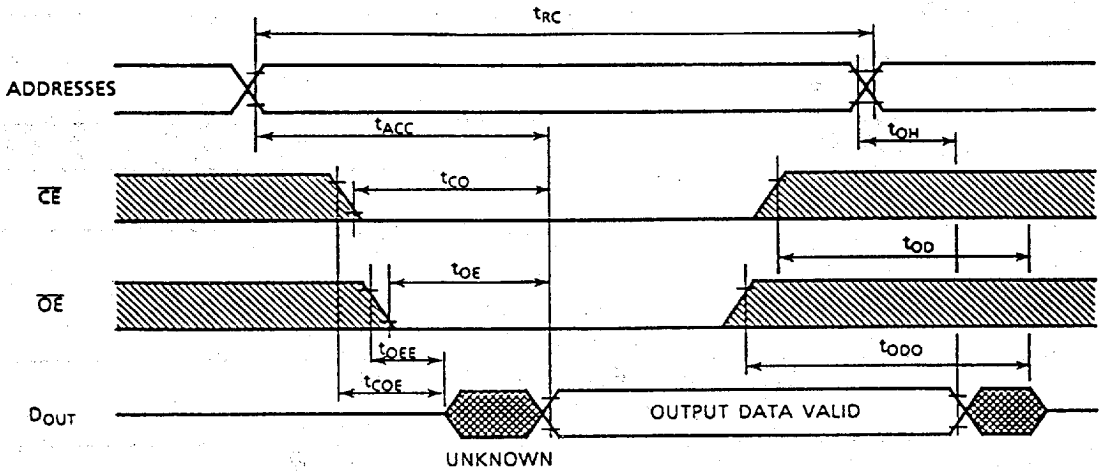 tRC
ADDRESSES
tACC
tOH
CE
tCO
tOD
OE
tOE
tOEE
tODO
tCOE
DOUT
OUTPUT DATA VALID
UNKNOWN